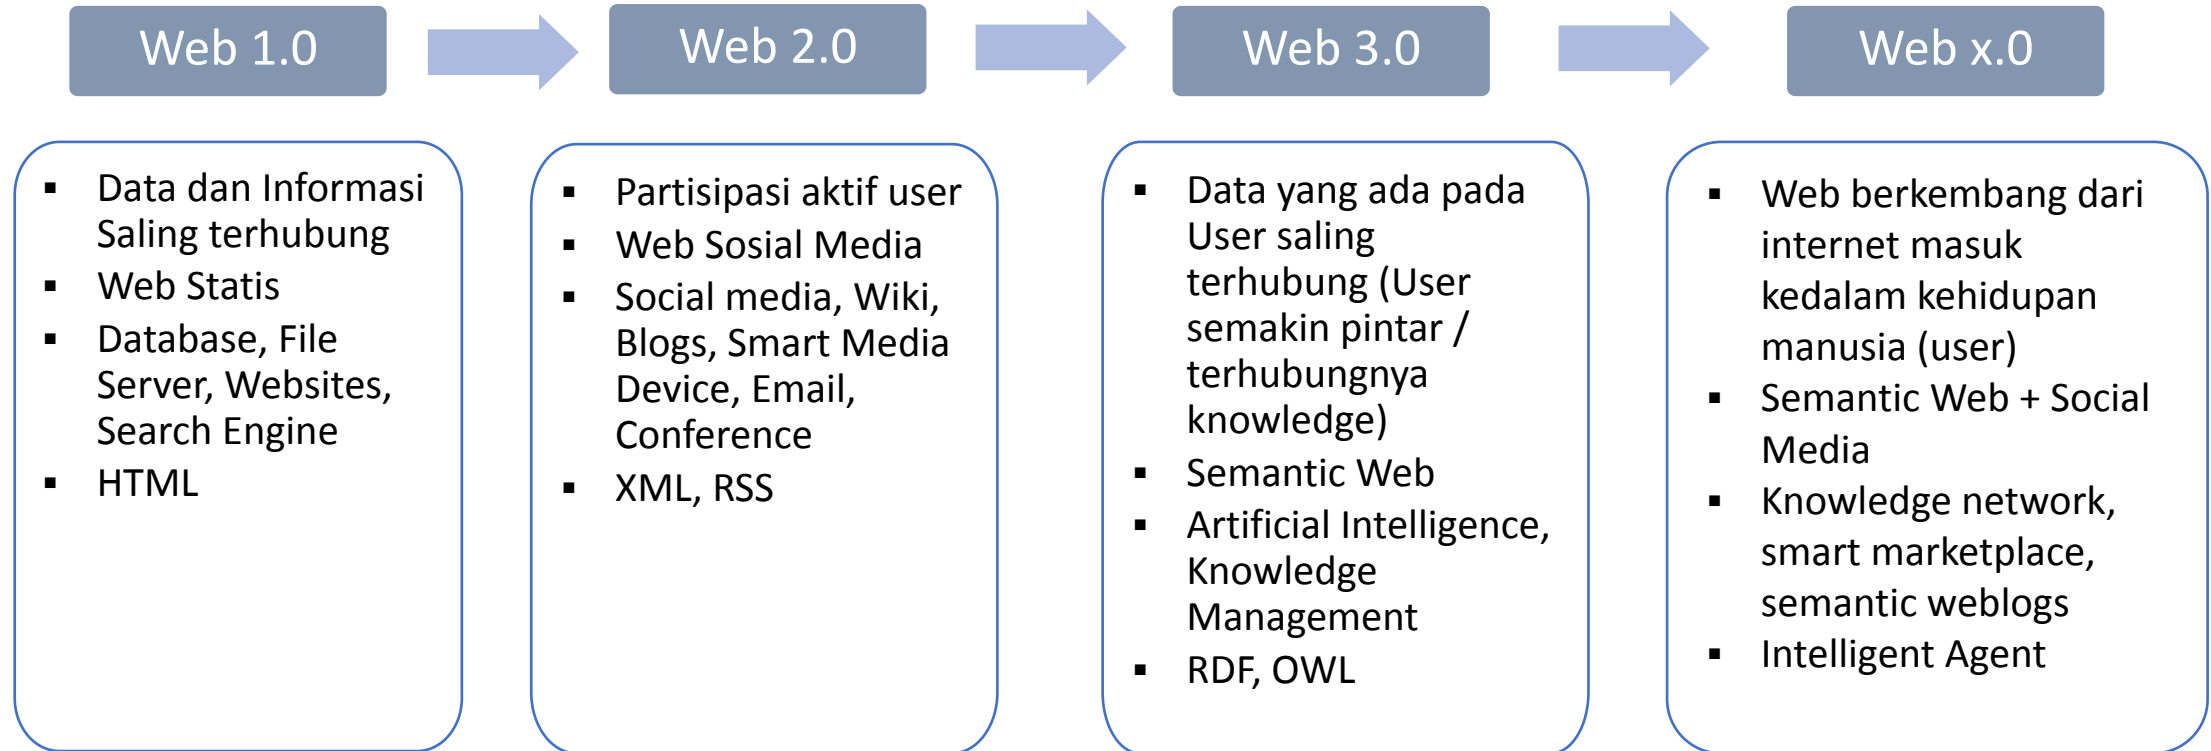 Web 1.0
Web 2.0
Web 3.0
Web x.0
▪ Data dan Informasi
Saling terhubung
▪ Web Statis
▪ Database, File
Server, Websites,
Search Engine
▪ HTML
▪ Partisipasi aktif user
▪ Web Sosial Media
▪ Social media, Wiki,
Blogs, Smart Media
Device, Email,
Conference
▪ XML, RSS
▪ Data yang ada pada
User saling
terhubung (User
semakin pintar /
terhubungnya
knowledge)
▪ Semantic Web
▪ Artificial Intelligence,
Knowledge
Management
▪ RDF, OWL
▪ Web berkembang dari
internet masuk
kedalam kehidupan
manusia (user)
▪ Semantic Web + Social
Media
▪ Knowledge network,
smart marketplace,
semantic weblogs
▪ Intelligent Agent